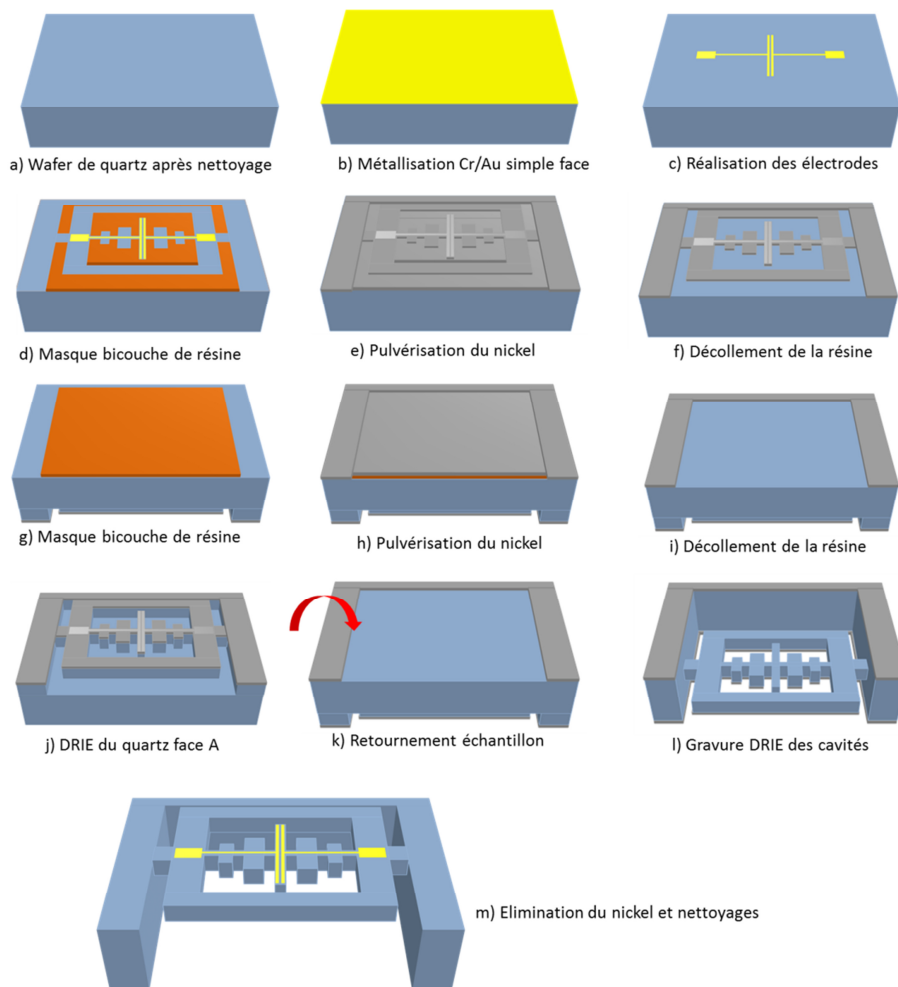 a) Wafer de quartz après nettoyage
b) Métallisation Cr/Au simple face
c) Réalisation des électrodes
d) Masque bicouche de résine
e) Pulvérisation du nickel
f) Décollement de la résine
g) Masque bicouche de résine
h) Pulvérisation du nickel
i) Décollement de la résine
j) DRIE du quartz face A
k) Retournement échantillon
l) Gravure DRIE des cavités
m) Elimination du nickel et nettoyages